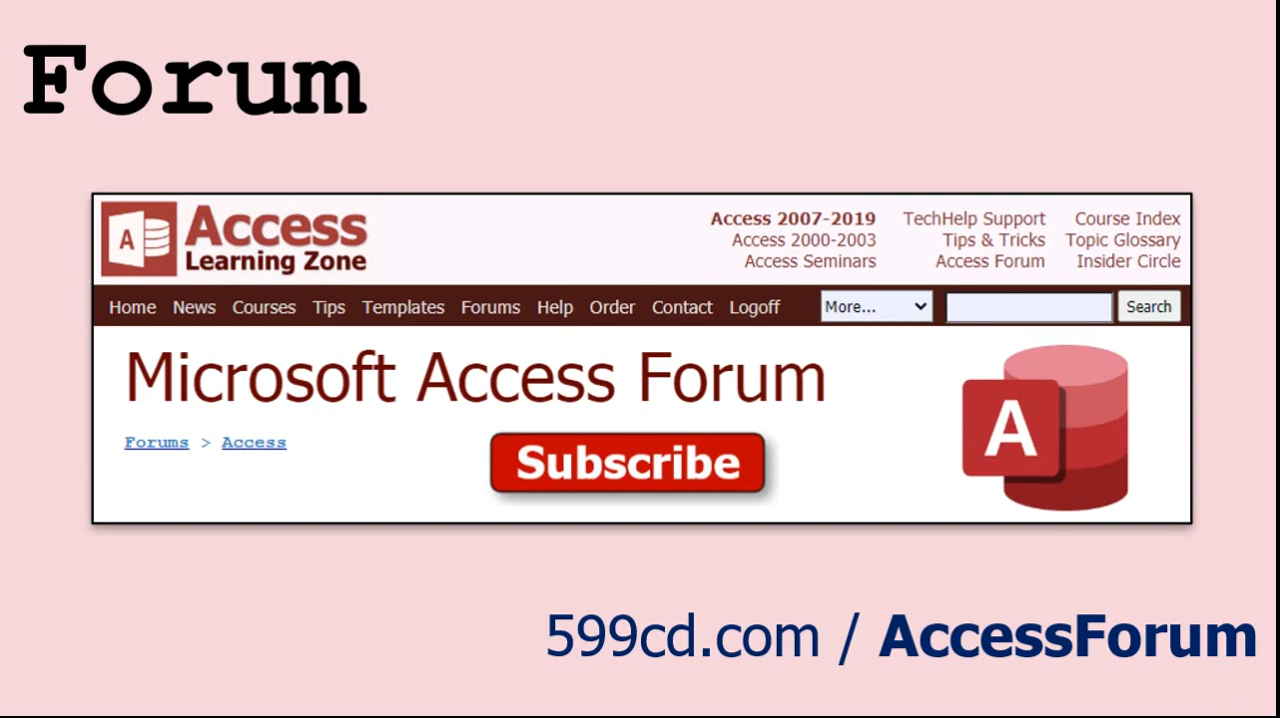 Forum
A Access
Learning Zone
Access 2007-2019 TechHelp Support Course Index
Access 2000-2003 Tips & Tricks Topic Glossary
Access Seminars Access Forum Insider Circle
Home News Courses Tips Templates Forums Help Order Contact Logoff More... Search
Microsoft Access Forum
Forums > Access
Subscribe
A
599cd.com / AccessForum